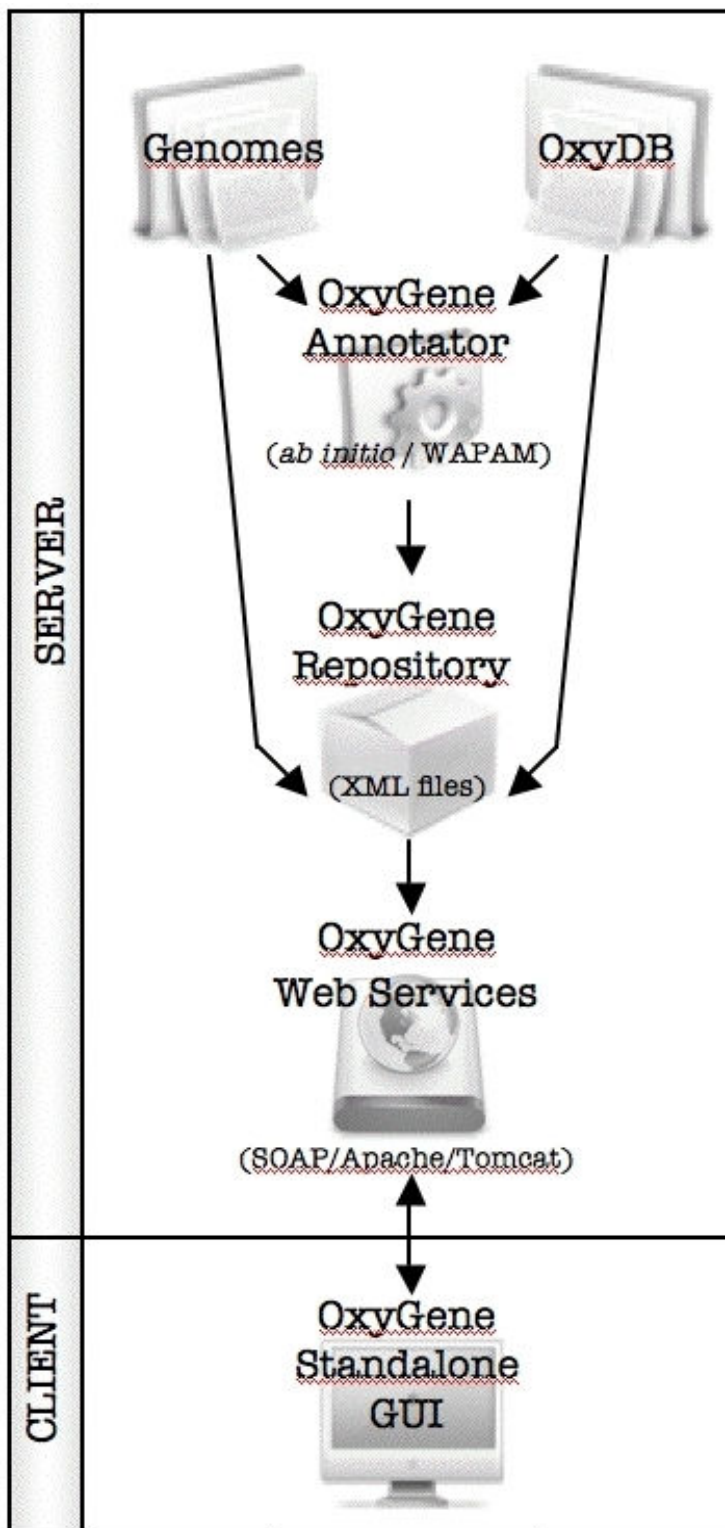 SERVER
Genomes
OxyDB
OxyGene
Annotator
(ab initio / WAPAM)
OxyGene
Repository
(XML files)
OxyGene
Web Services
(SOAP/Apache/Tomcat)
CLIENT
OxyGene
Standalone
GUI